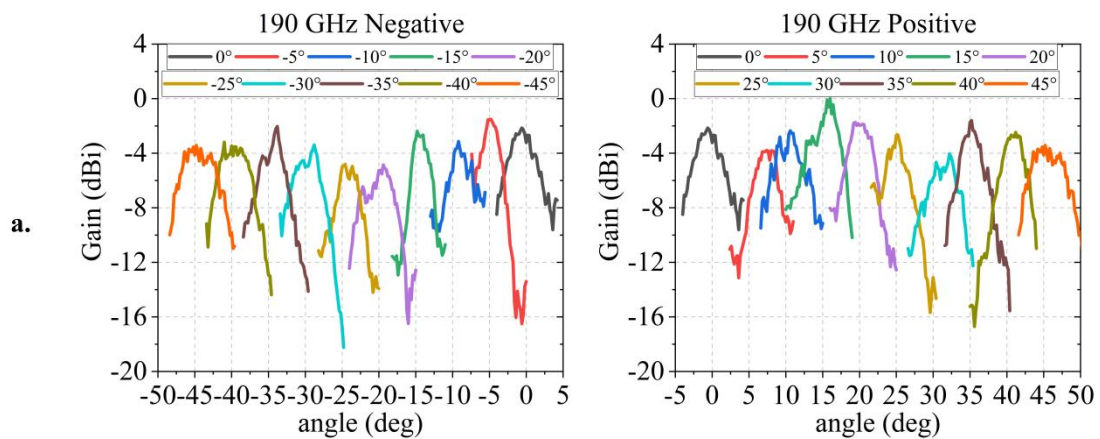 190 GHz Negative
190 GHz Positive
0° -5° -10° -15° -20°
-25° -30° -35° -40° -45°
0° 5° 10° 15° 20°
25° 30° 35° 40° 45°
a.
Gain (dBi)
4
0
-4
-8
-12
-16
-20
-50 -45 -40 -35 -30 -25 -20 -15 -10 -5 0 5
angle (deg)
Gain (dBi)
4
0
-4
-8
-12
-16
-20
-5 0 5 10 15 20 25 30 35 40 45 50
angle (deg)